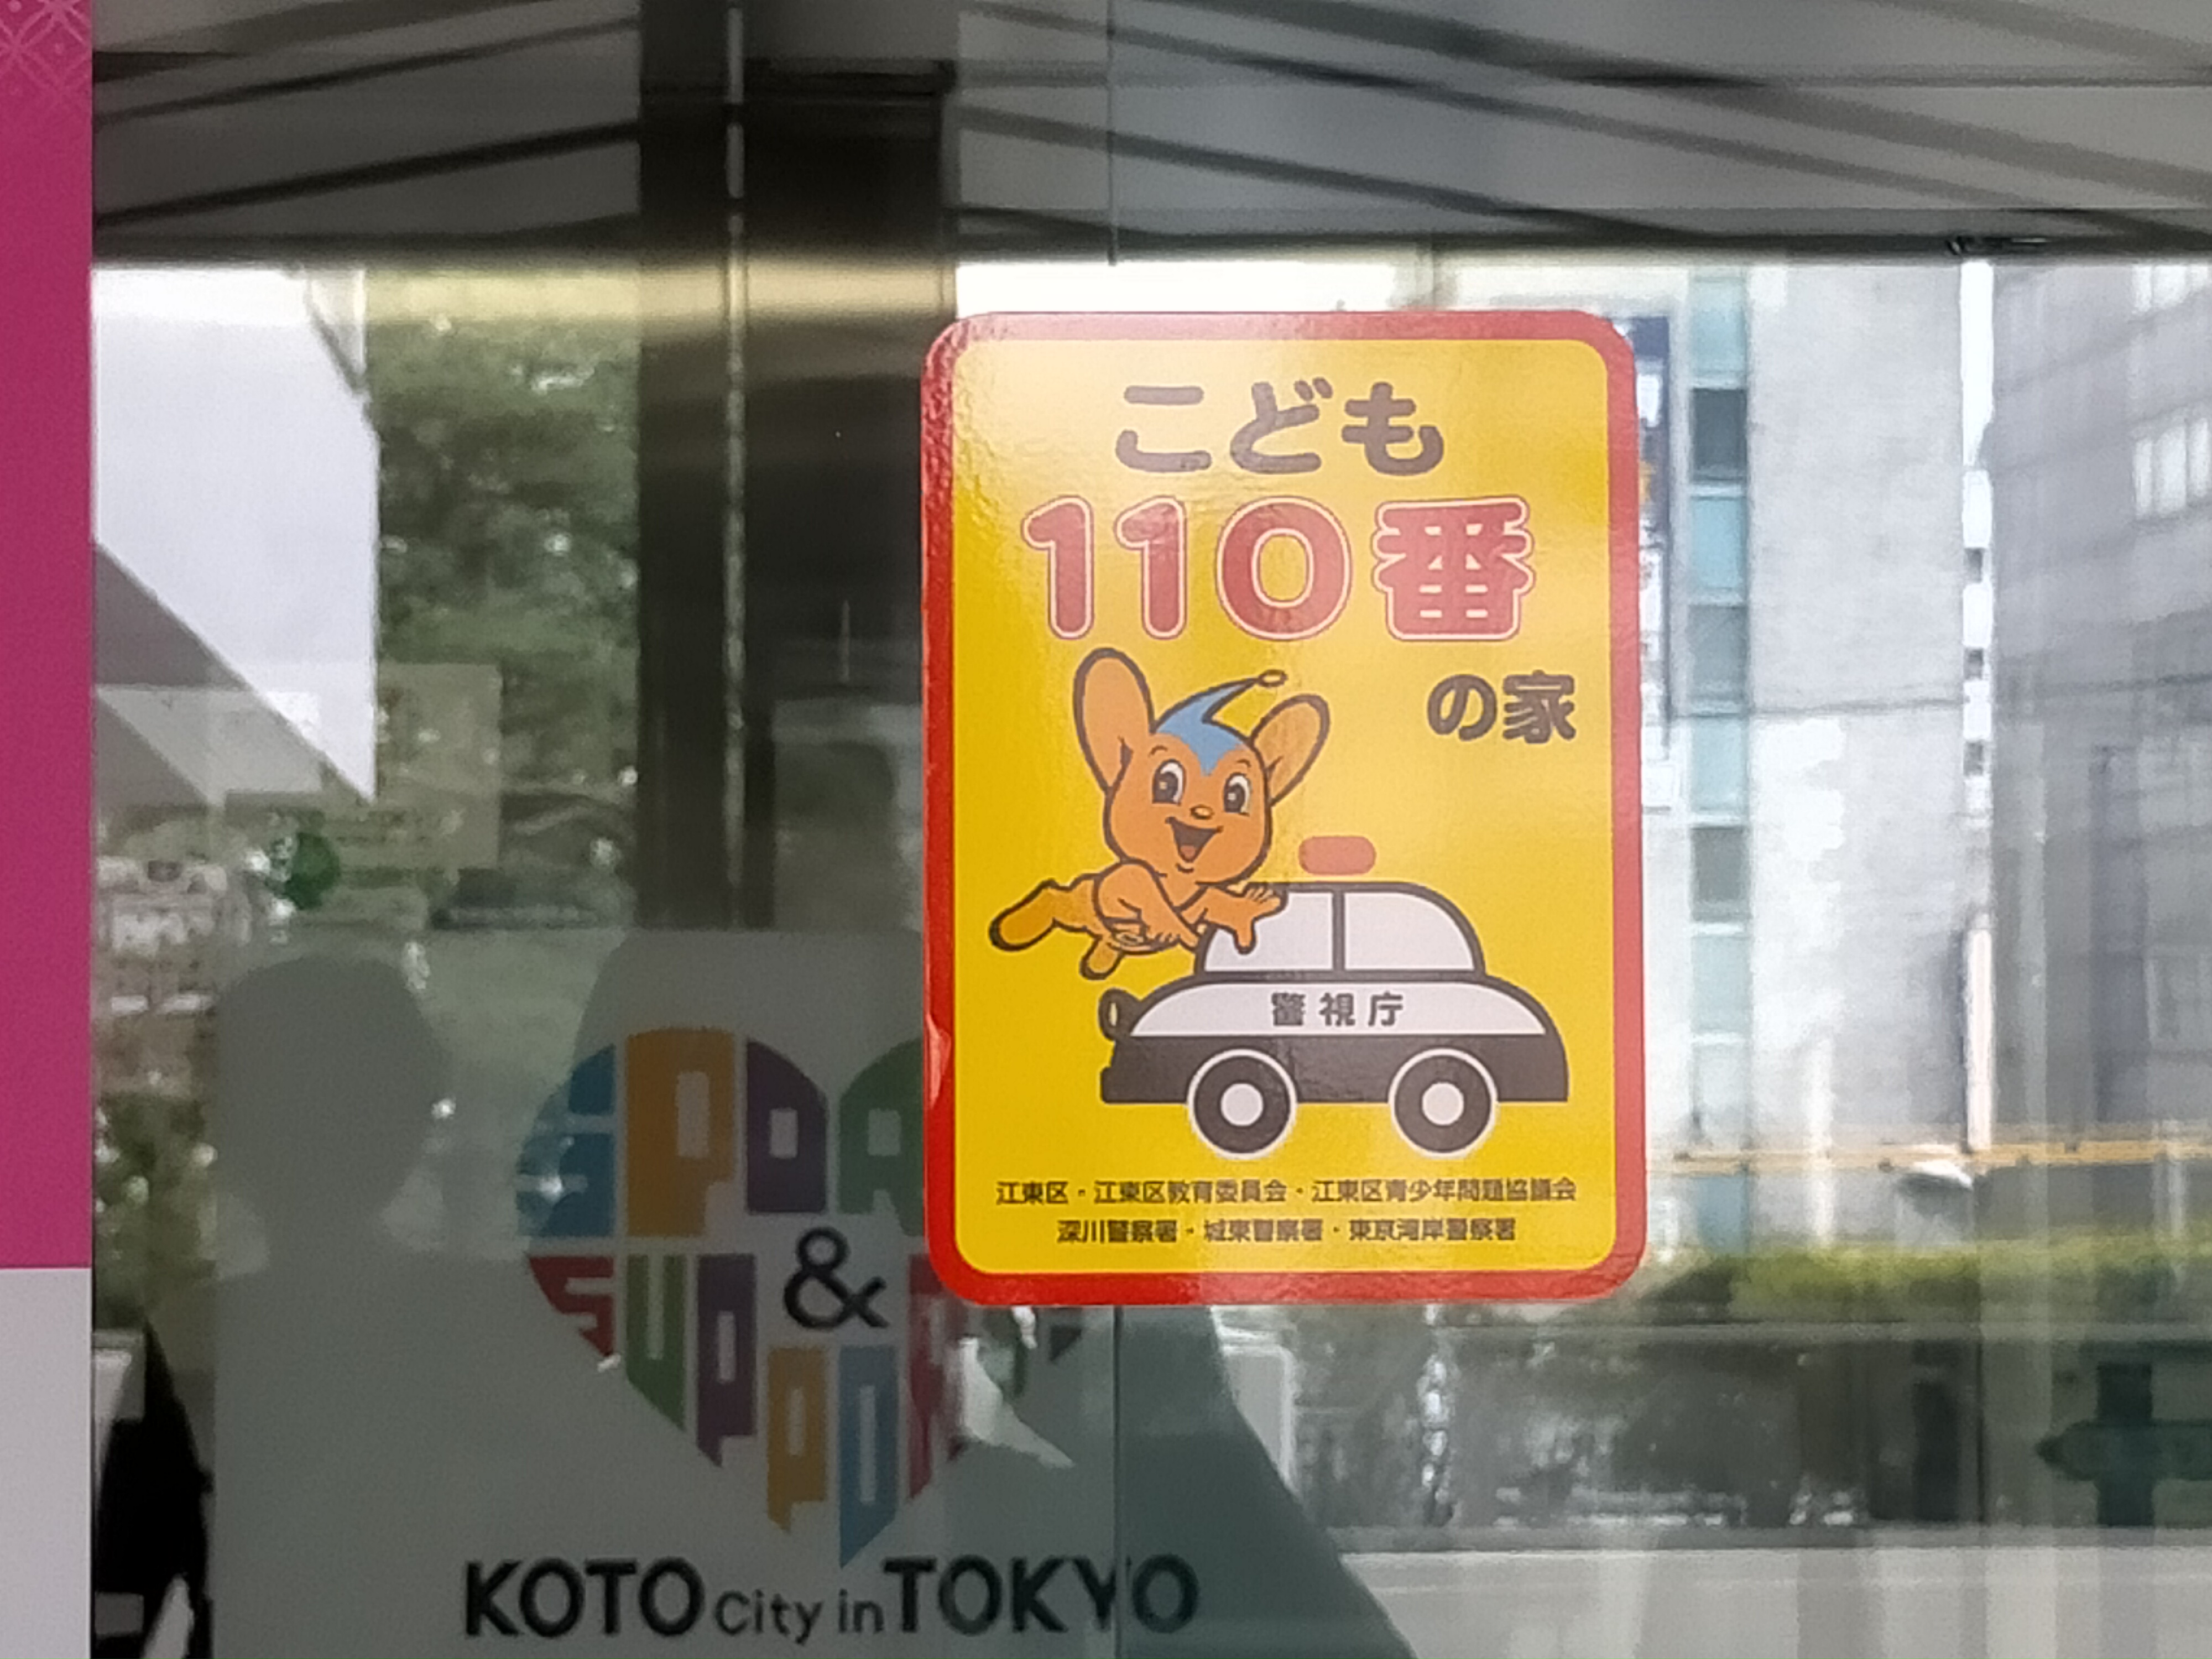 こども
110番
の家
警視庁
江東区・江東区教育委員会・江東区青少年問題協議会
深川警察署・城東警察署・東京湾岸警察署
&
KOTO City in TOKYO